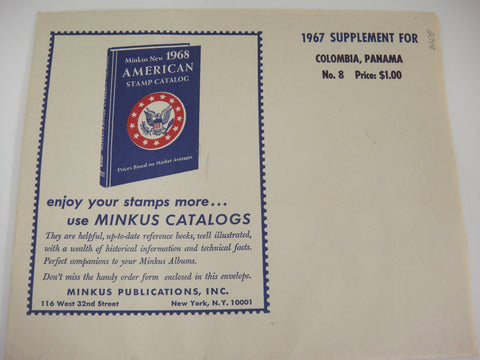 1967 SUPPLEMENT FOR
COLOMBIA, PANAMA
No. 8 Price: $1.00
Minkus New 1968
AMERICAN
STAMP CATALOG
Prices Based on Market Averages
enjoy your stamps more...
use MINKUS CATALOGS
They are helpful, up-to-date reference books, well illustrated,
with a wealth of historical information and technical facts.
Perfect companions to your Minkus Albums.
Don't miss the handy order form enclosed in this envelope.
MINKUS PUBLICATIONS, INC.
116 West 32nd Street New York, N.Y. 10001